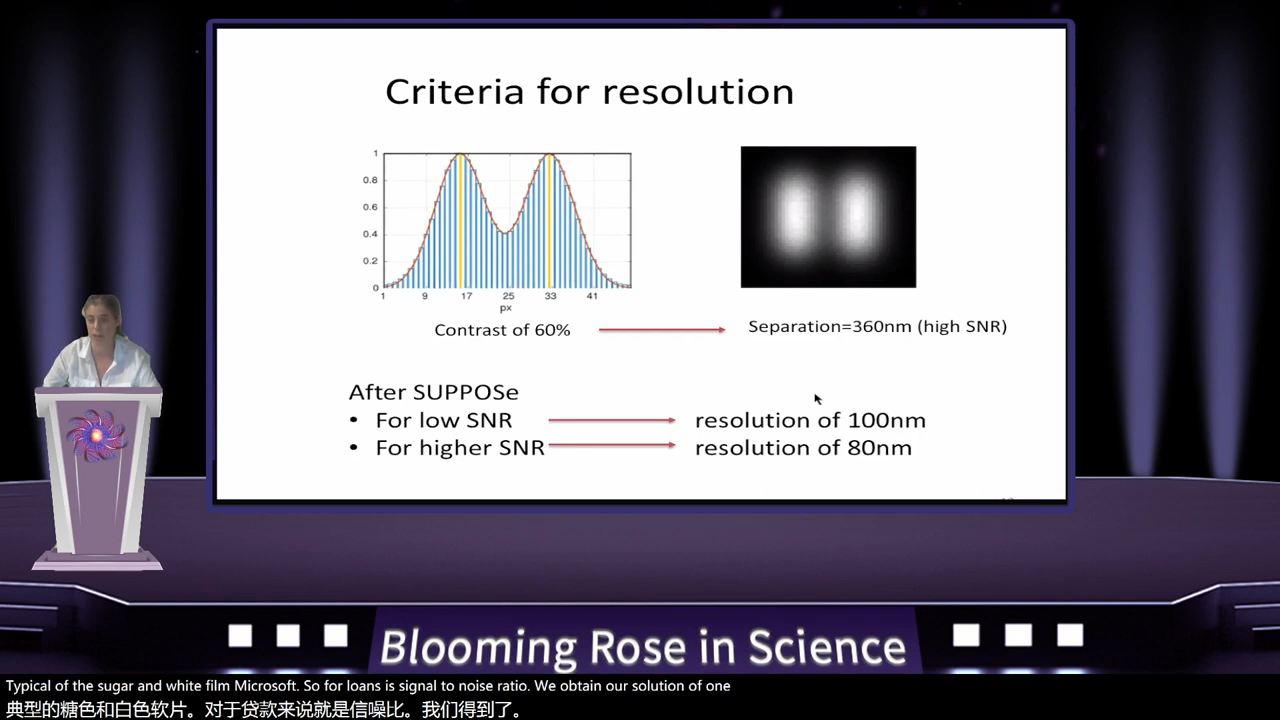 Criteria for resolution
1
0.8
0.6
0.4
0.2
0
1 9 17 25 33 41
px
Contrast of 60%
Separation=360nm (high SNR)
After SUPPOSe
• For low SNR resolution of 100nm
• For higher SNR resolution of 80nm
Blooming Rose in Science
Typical of the sugar and white film Microsoft. So for loans is signal to noise ratio. We obtain our solution of one
典型的糖色和白色软片。对于贷款来说就是信噪比。我们得到了。